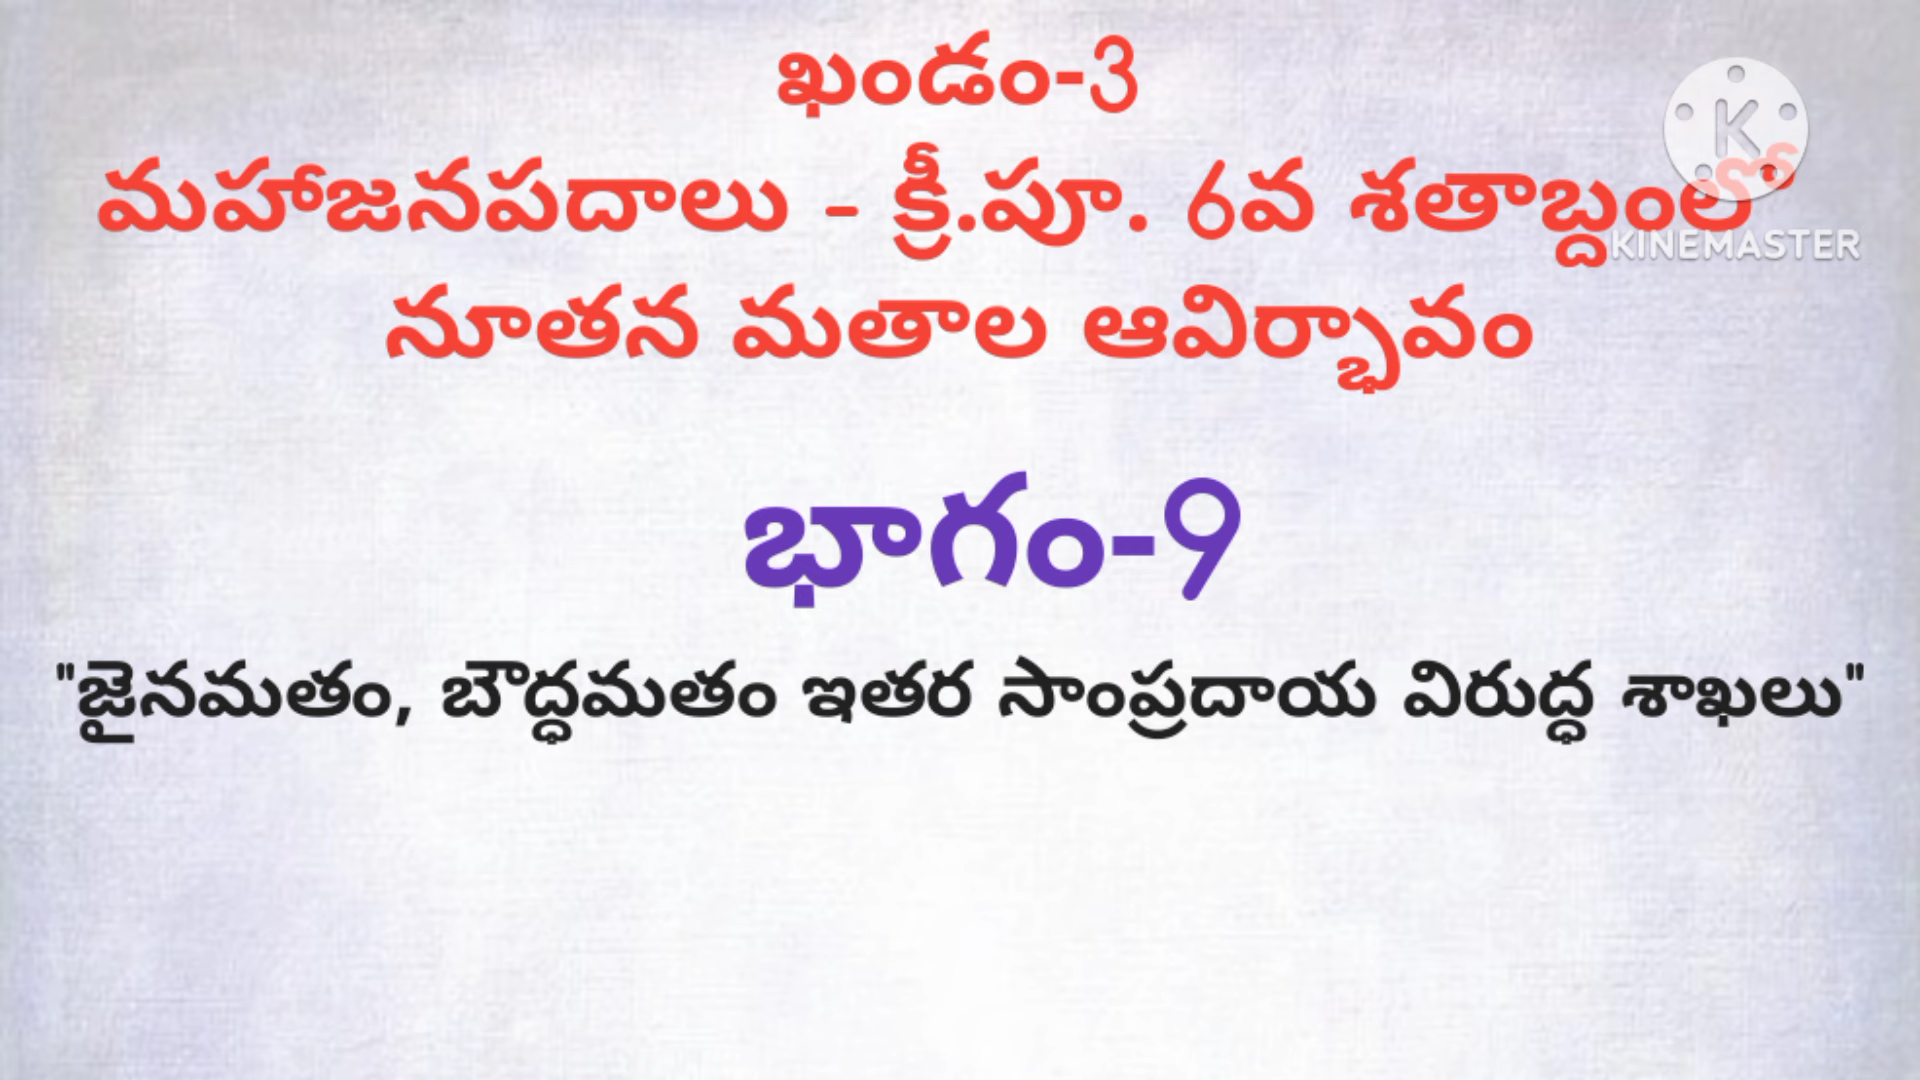 ఖండం-3
మహాజనపదాలు - క్రీ.పూ. 6వ శతాబ్దంలో
నూతన మతాల ఆవిర్భావం
K
KINEMASTER
భాగం-9
"జైనమతం, బౌద్ధమతం ఇతర సాంప్రదాయ విరుద్ధ శాఖలు"